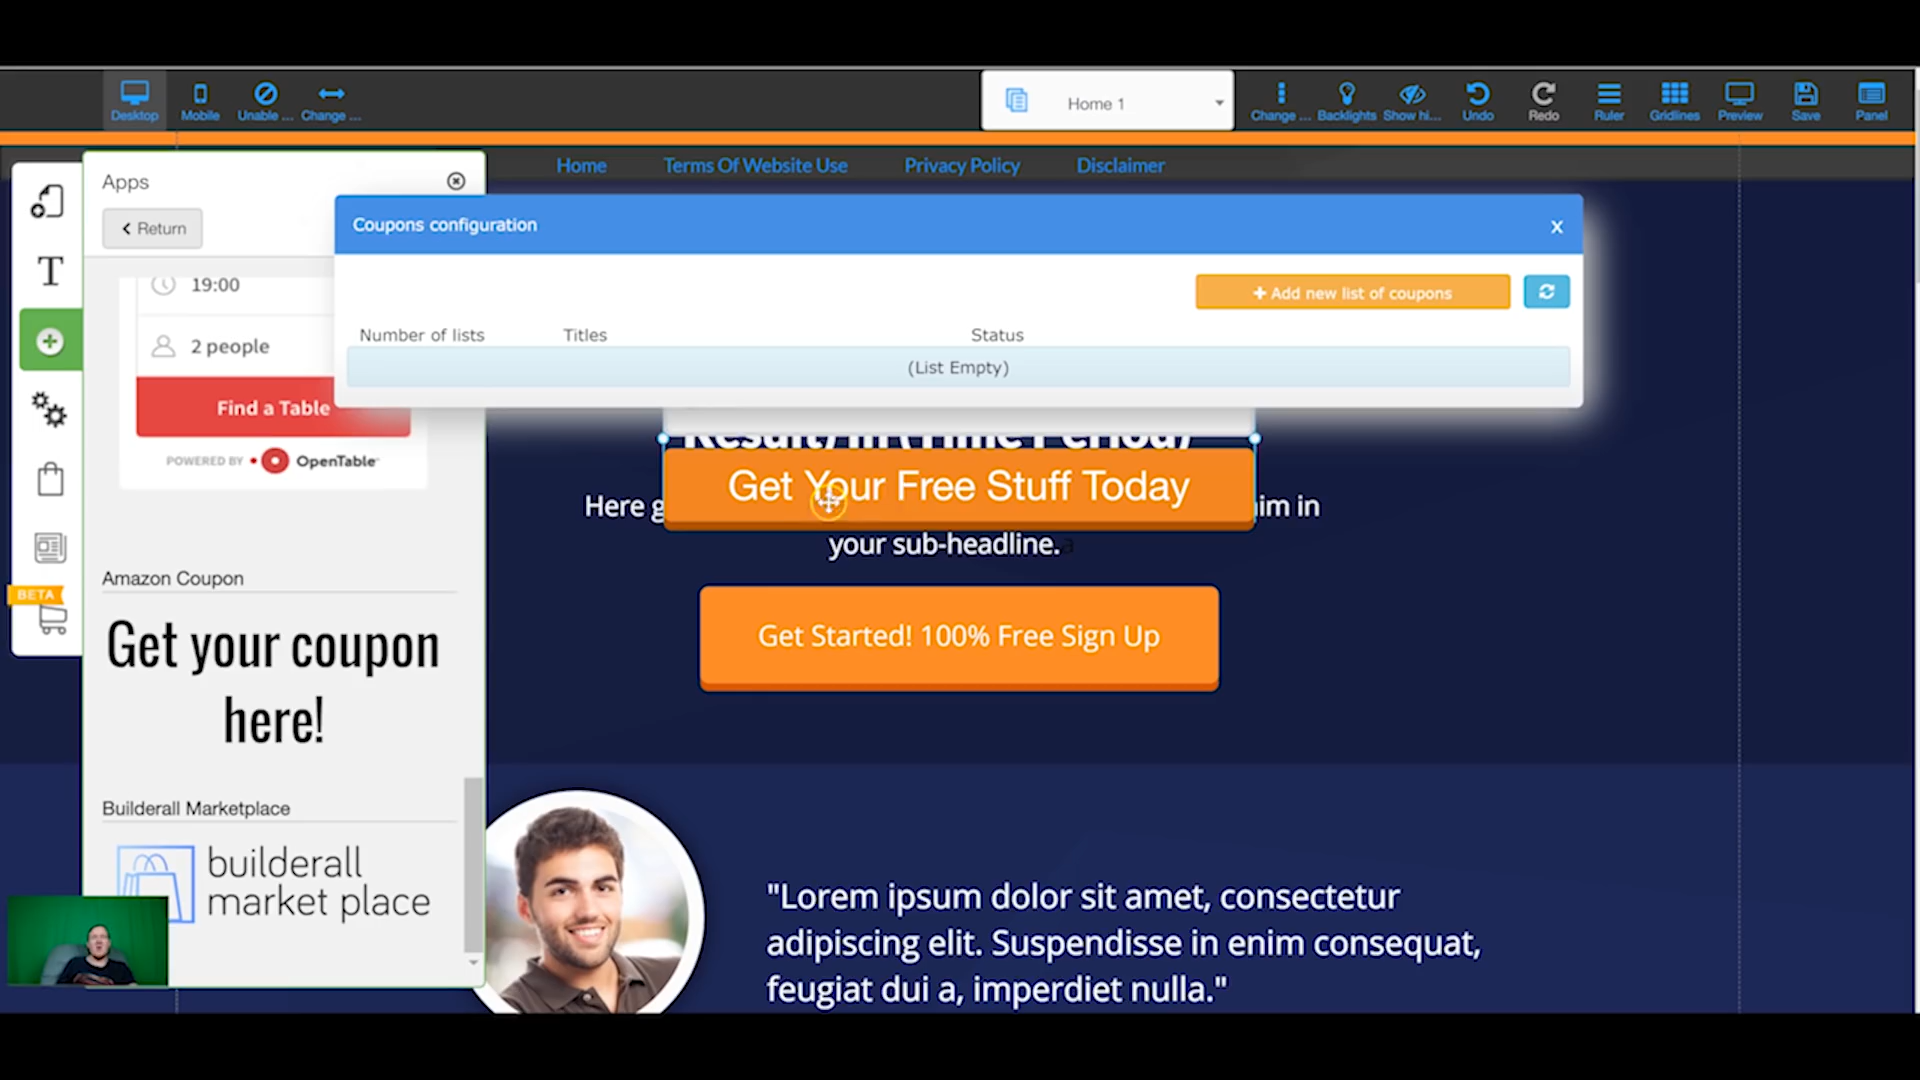 Desktop
Mobile
Unable ...
Change ...
Home 1
Change ...
Backlights
Show hi...
Undo
Redo
Ruler
Gridlines
Preview
Save
Panel
Home
Terms Of Website Use
Privacy Policy
Disclaimer
Apps
Return
Coupons configuration
x
+ Add new list of coupons
Number of lists
Titles
Status
(List Empty)
19:00
2 people
Find a Table
POWERED BY OpenTable
Result) in (Time Period)
Get Your Free Stuff Today
Here g
im in
your sub-headline.a
Get Started! 100% Free Sign Up
BETA
Amazon Coupon
Get your coupon
here!
Builderall Marketplace
builderall
market place
"Lorem ipsum dolor sit amet, consectetur
adipiscing elit. Suspendisse in enim consequat,
feugiat dui a, imperdiet nulla."